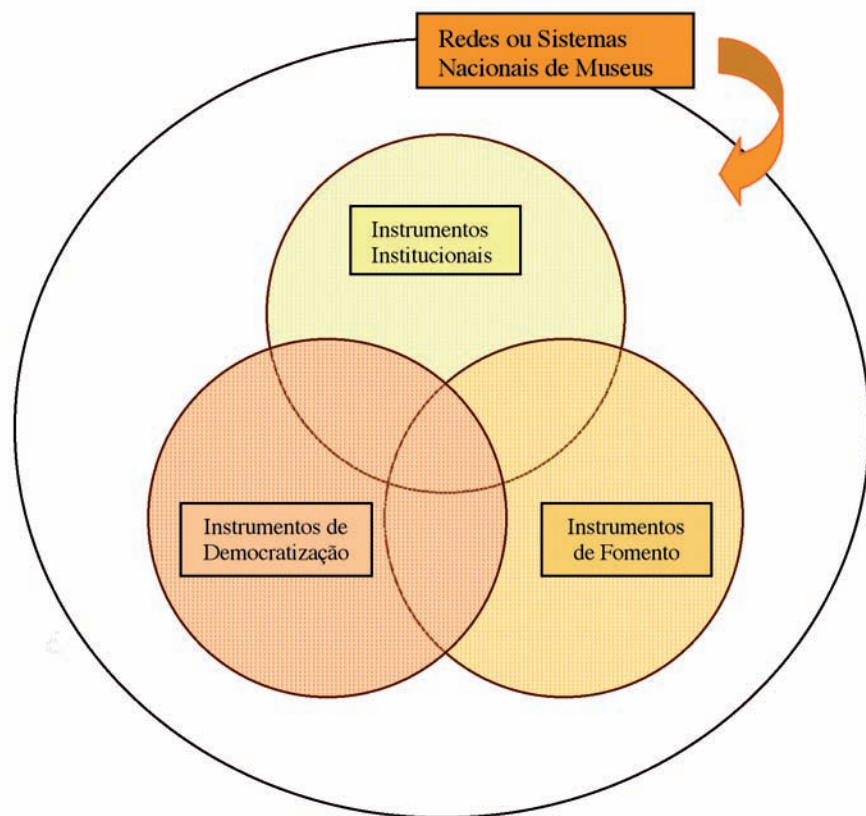 Redes ou Sistemas
Nacionais de Museus
Instrumentos
Institucionais
Instrumentos de
Democratização
Instrumentos
de Fomento